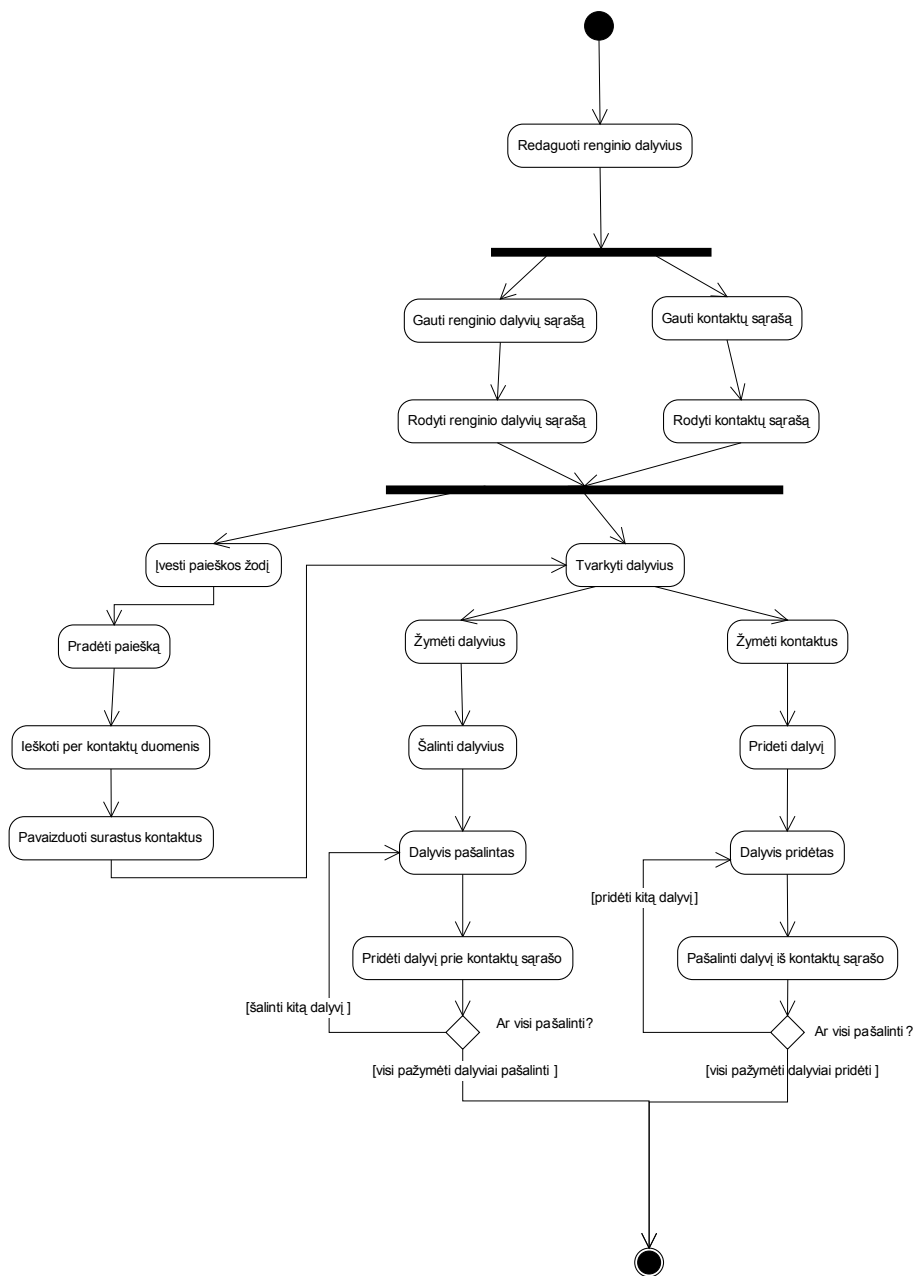 Redaguoti renginio dalyvius
Gauti renginio dalyvių sąrašą
Gauti kontaktų sąrašą
Rodyti renginio dalyvių sąrašą
Rodyti kontaktų sąrašą
Įvesti paieškos žodį
Tvarkyti dalyvius
Pradėti paiešką
Žymėti dalyvius
Žymėti kontaktus
Ieškoti per kontaktų duomenis
Šalinti dalyvius
Prideti dalyvį
Pavaizduoti surastus kontaktus
Dalyvis pašalintas
Dalyvis pridėtas
[pridėti kitą dalyvį]
Pridėti dalyvį prie kontaktų sąrašo
Pašalinti dalyvį iš kontaktų sąrašo
[šalinti kitą dalyvį ]
Ar visi pašalinti?
Ar visi pašalinti ?
[visi pažymėti dalyviai pašalinti ]
[visi pažymėti dalyviai pridėti ]